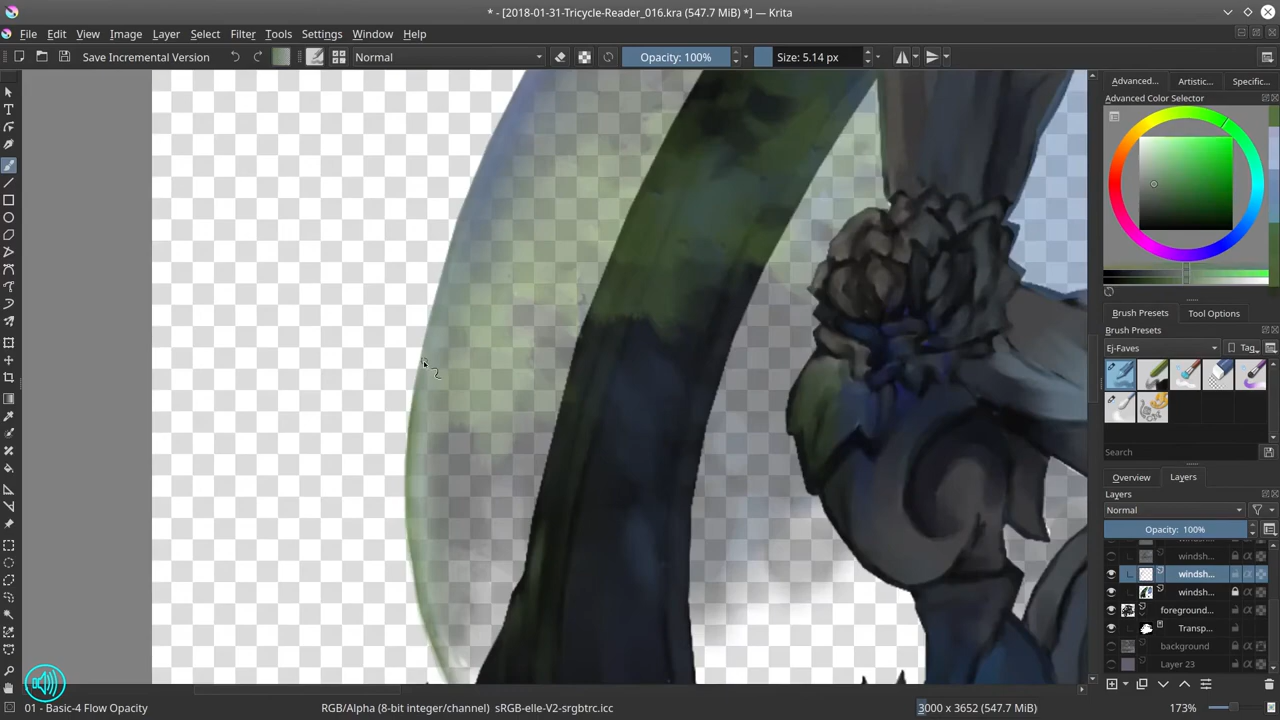 * - [2018-01-31-Tricycle-Reader_016.kra (547.7 MiB) *] — Krita
File Edit View Image Layer Select Filter Tools Settings Window Help
Save Incremental Version Normal Opacity: 100% Size: 5.14 px
Advanced... Artistic... Specific...
Advanced Color Selector
Brush Presets Tool Options
Brush Presets
Ej-Faves Tag
Search
Overview Layers
Layers
Normal
Opacity: 100%
windsh...
windsh...
windsh...
foreground...
Transp...
background
Layer 23
01 - Basic-4 Flow Opacity RGB/Alpha (8-bit integer/channel) sRGB-elle-V2-srgbtrc.icc 3000 x 3652 (547.7 MiB) 173%